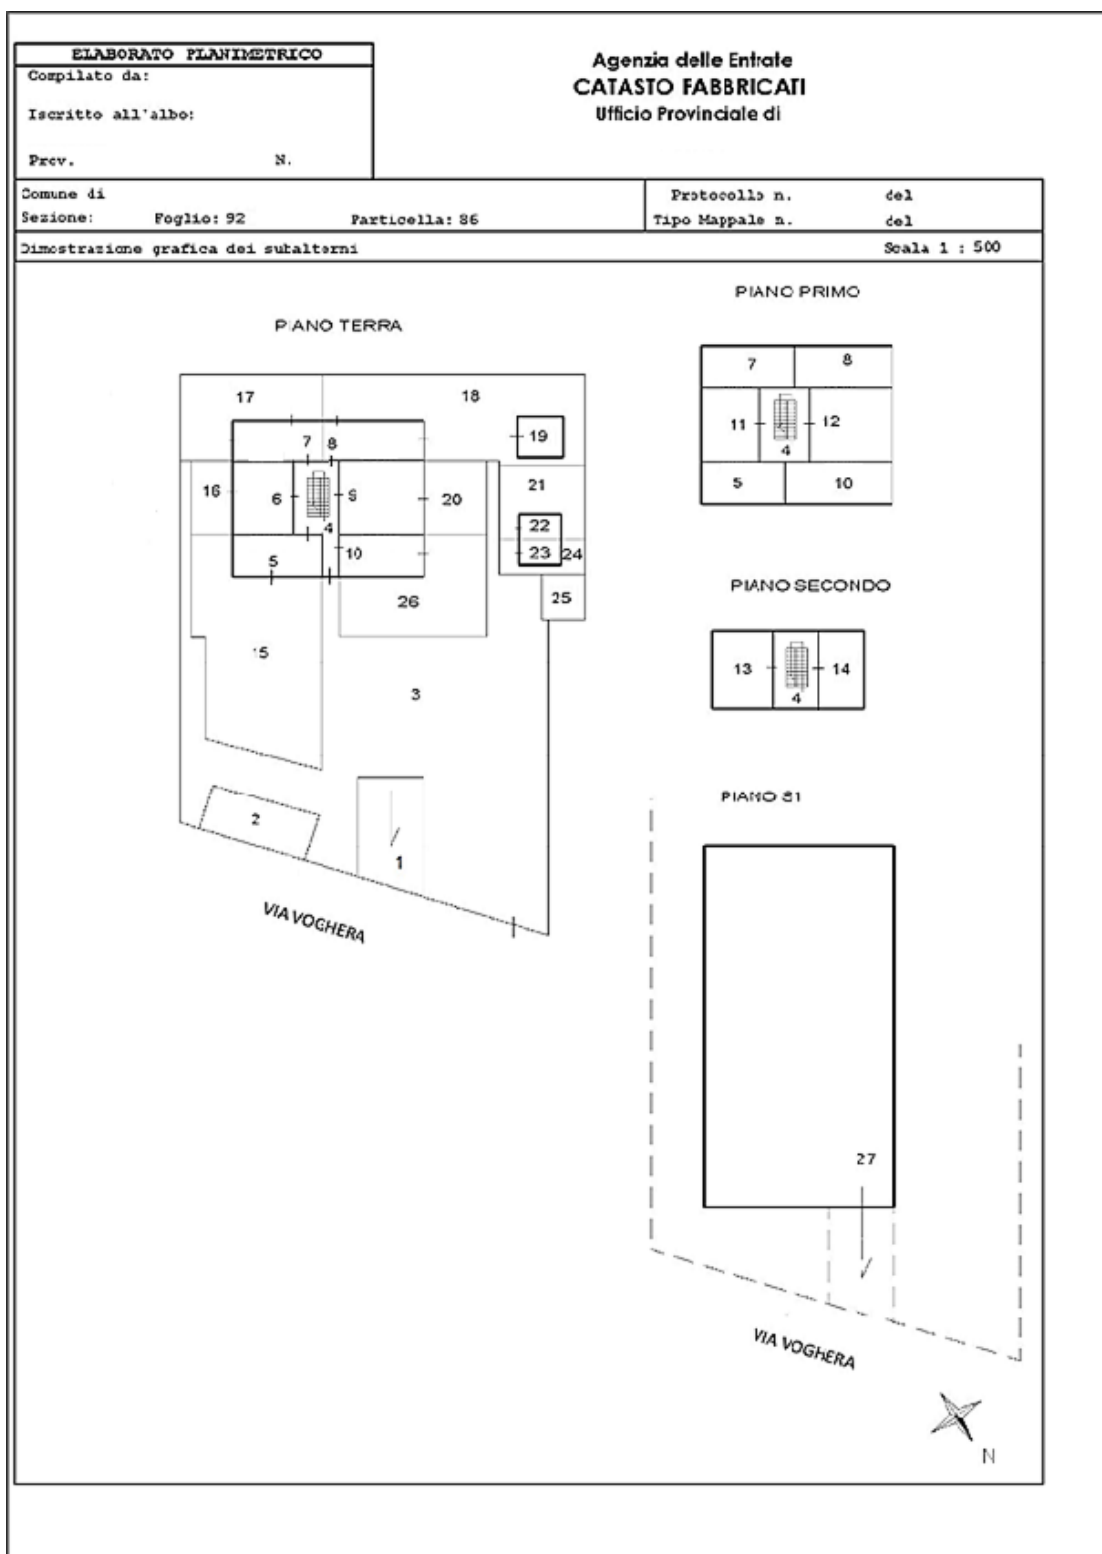 ELABORATO PLANIMETRICO
Compilato da:
Iscritto all'albo:
Prov. N.
Agenzia delle Entrate
CATASTO FABBRICATI
Ufficio Provinciale di
Comune di
Sezione: Foglio: 92 Particella: 86
Protocollo n. del
Tipo Mappale n. del
Dimostrazione grafica dei subalterni Scala 1 : 500
PIANO TERRA
17 18
19
7 8
16 6 9 20 21
4 22
5 10 23 24
26 25
15
3
2
1
VIA VOGHERA
PIANO PRIMO
7 8
11 12
4
5 10
PIANO SECONDO
13 14
4
PIANO S1
27
VIA VOGHERA
N